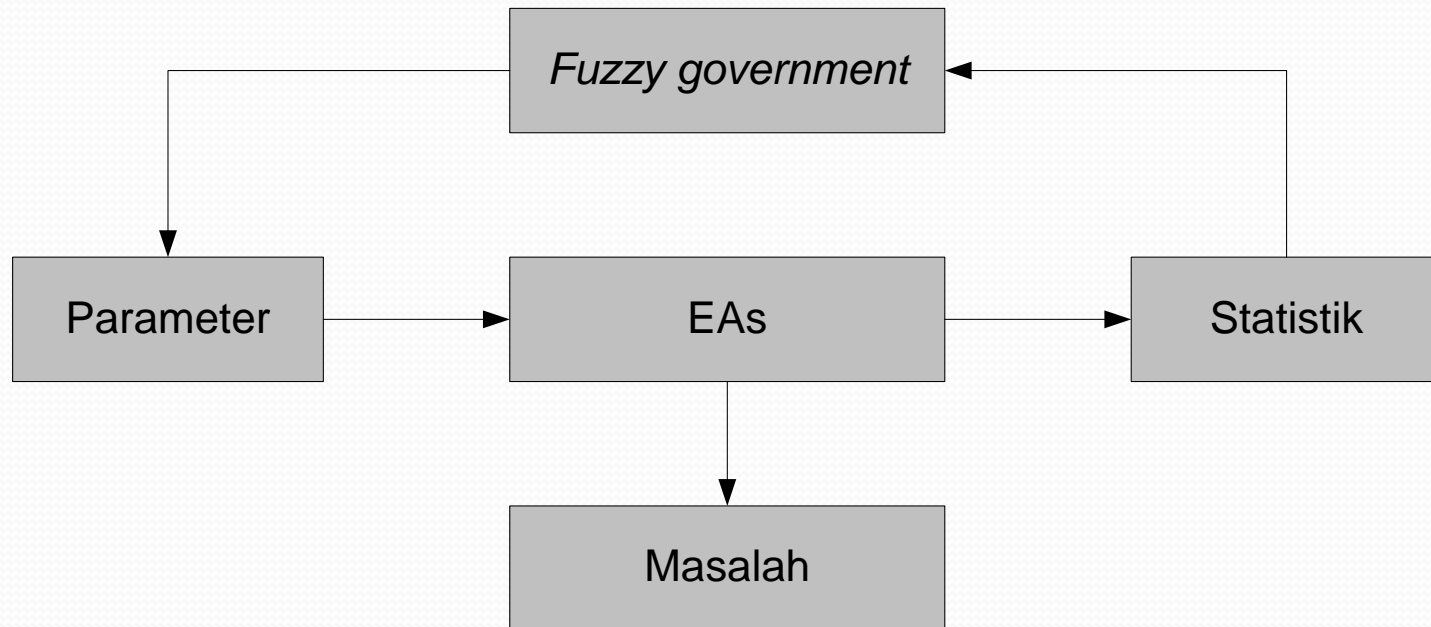 Fuzzy government
Parameter
EAs
Statistik
Masalah